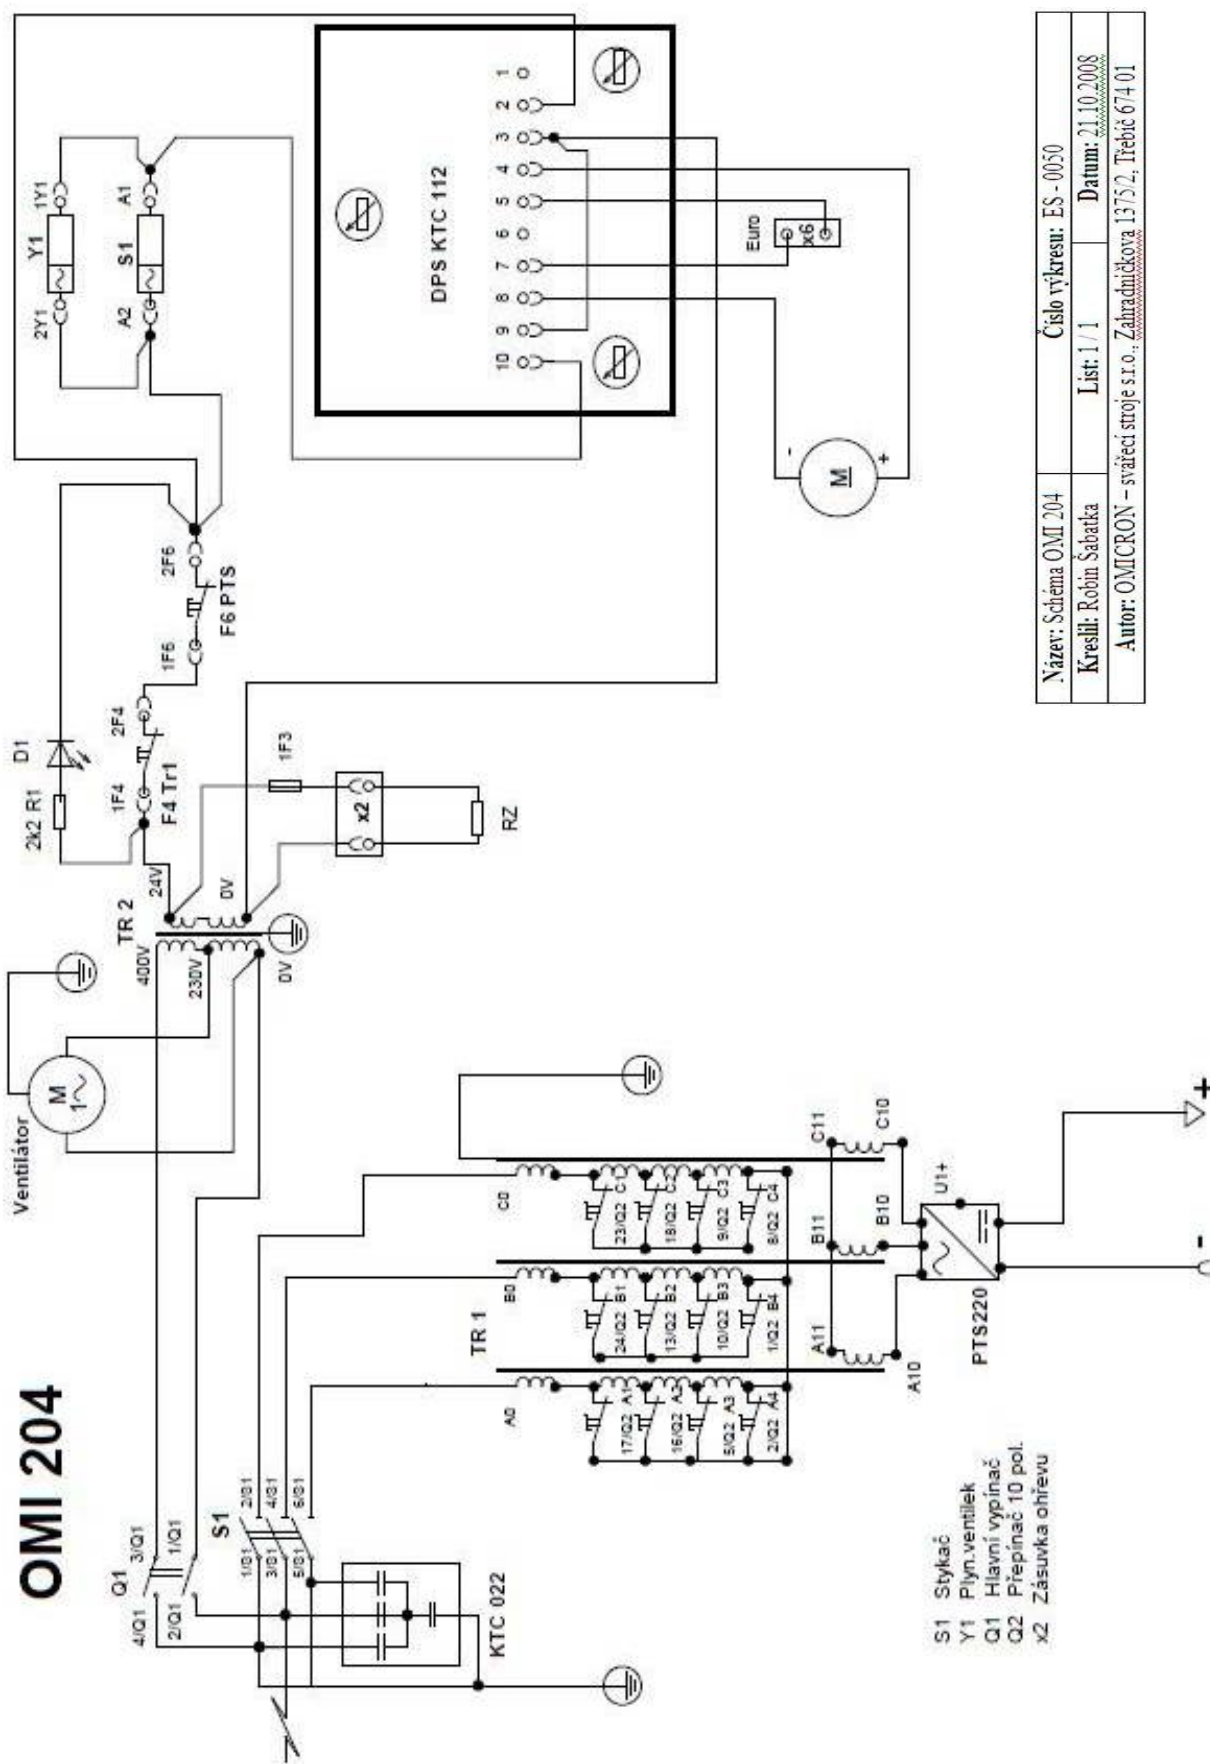 OMI 204
Ventilátor
M
1~
Q1
4/Q1
3/Q1
2/Q1
1/Q1
S1
1/S1
2/S1
3/S1
4/S1
5/S1
6/S1
KTC 022
TR 2
400V
230V
0V
24V
0V
2k2 R1
D1
1F4
2F4
F4 Tr1
1F6
2F6
F6 PTS
1F3
x2
RZ
2Y1
Y1
1Y1
A2
S1
A1
DPS KTC 112
10
9
8
7
6
5
4
3
2
1
Euro
x6
-
M
+
TR 1
A0
B0
C0
17/Q2 A1
16/Q2 A2
5/Q2 A3
2/Q2 A4
24/Q2 B1
13/Q2 B2
10/Q2 B3
1/Q2 B4
23/Q2 C1
18/Q2 C2
9/Q2 C3
8/Q2 C4
A11
B11
C11
A10
B10
C10
U1+
PTS220
-
+
S1 Stykač
Y1 Plyn.ventilek
Q1 Hlavní vypínač
Q2 Přepínač 10 pol.
x2 Zásuvka ohřevu
Název: Schéma OMI 204
Číslo výkresu: ES - 0050
Kreslil: Robin Šabatka
List: 1 / 1
Datum: 21.10.2008
Autor: OMICRON – svářecí stroje s.r.o., Zahradníčkova 1375/2, Třebíč 674 01